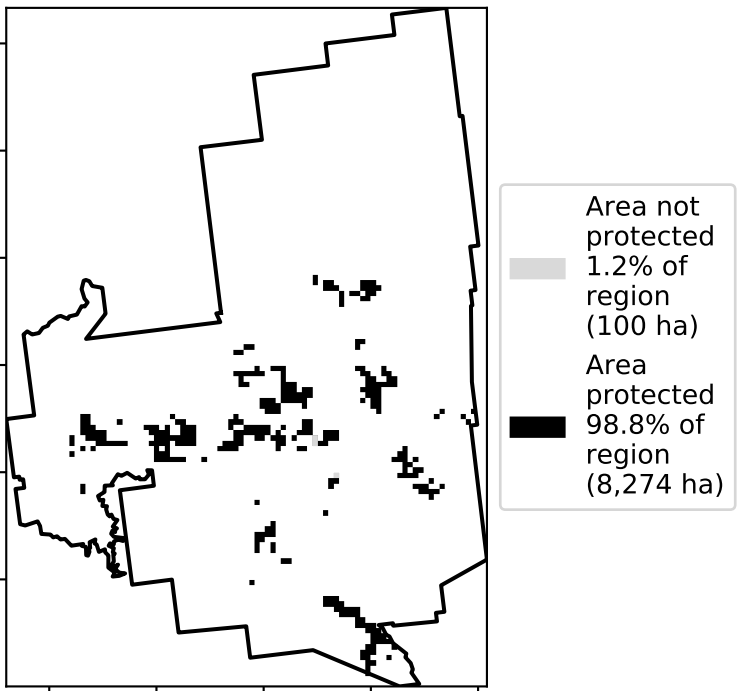 Area not
protected
1.2% of
region
(100 ha)
Area
protected
98.8% of
region
(8,274 ha)